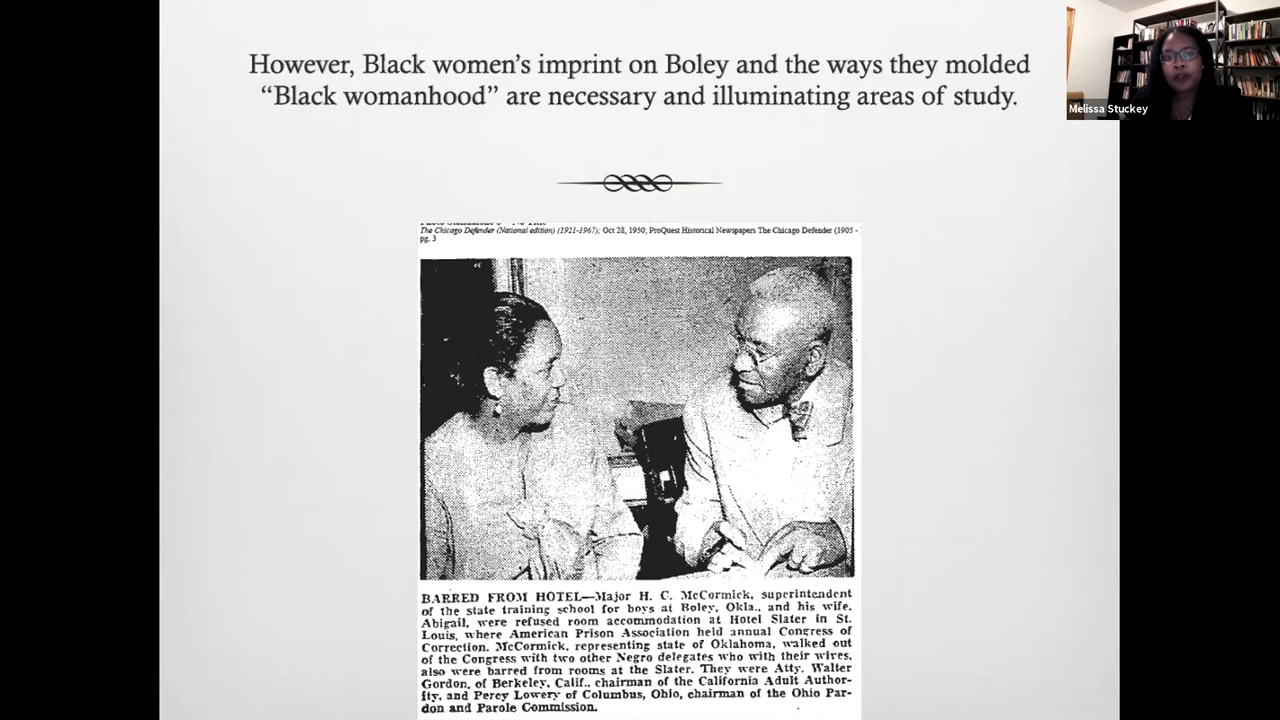 However, Black women's imprint on Boley and the ways they molded
“Black womanhood” are necessary and illuminating areas of study.
Melissa Stuckey
The Chicago Defender (National edition) (1921-1967); Oct 28, 1950; ProQuest Historical Newspapers The Chicago Defender (1905 -
pg. 3
BARRED FROM HOTEL—Major H. C. McCormick, superintendent
of the state training school for boys at Boley, Okla., and his wife,
Abigail, were refused room accommodation at Hotel Slater in St.
Louis, where American Prison Association held annual Congress of
Correction. McCormick, representing state of Oklahoma, walked out
of the Congress with two other Negro delegates who with their wives,
also were barred from rooms at the Slater. They were Atty. Walter
Gordon, of Berkeley, Calif., chairman of the California Adult Author-
ity, and Percy Lowery of Columbus, Ohio, chairman of the Ohio Par-
don and Parole Commission.